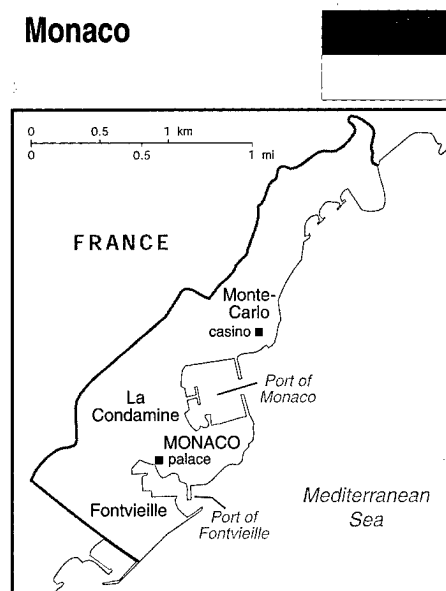 Monaco
0 0.5 1 km
0 0.5 1 mi
FRANCE
Monte-
Carlo
casino
Port of
Monaco
La
Condamine
MONACO
palace
Fontvieille
Port of
Fontvieille
Mediterranean
Sea